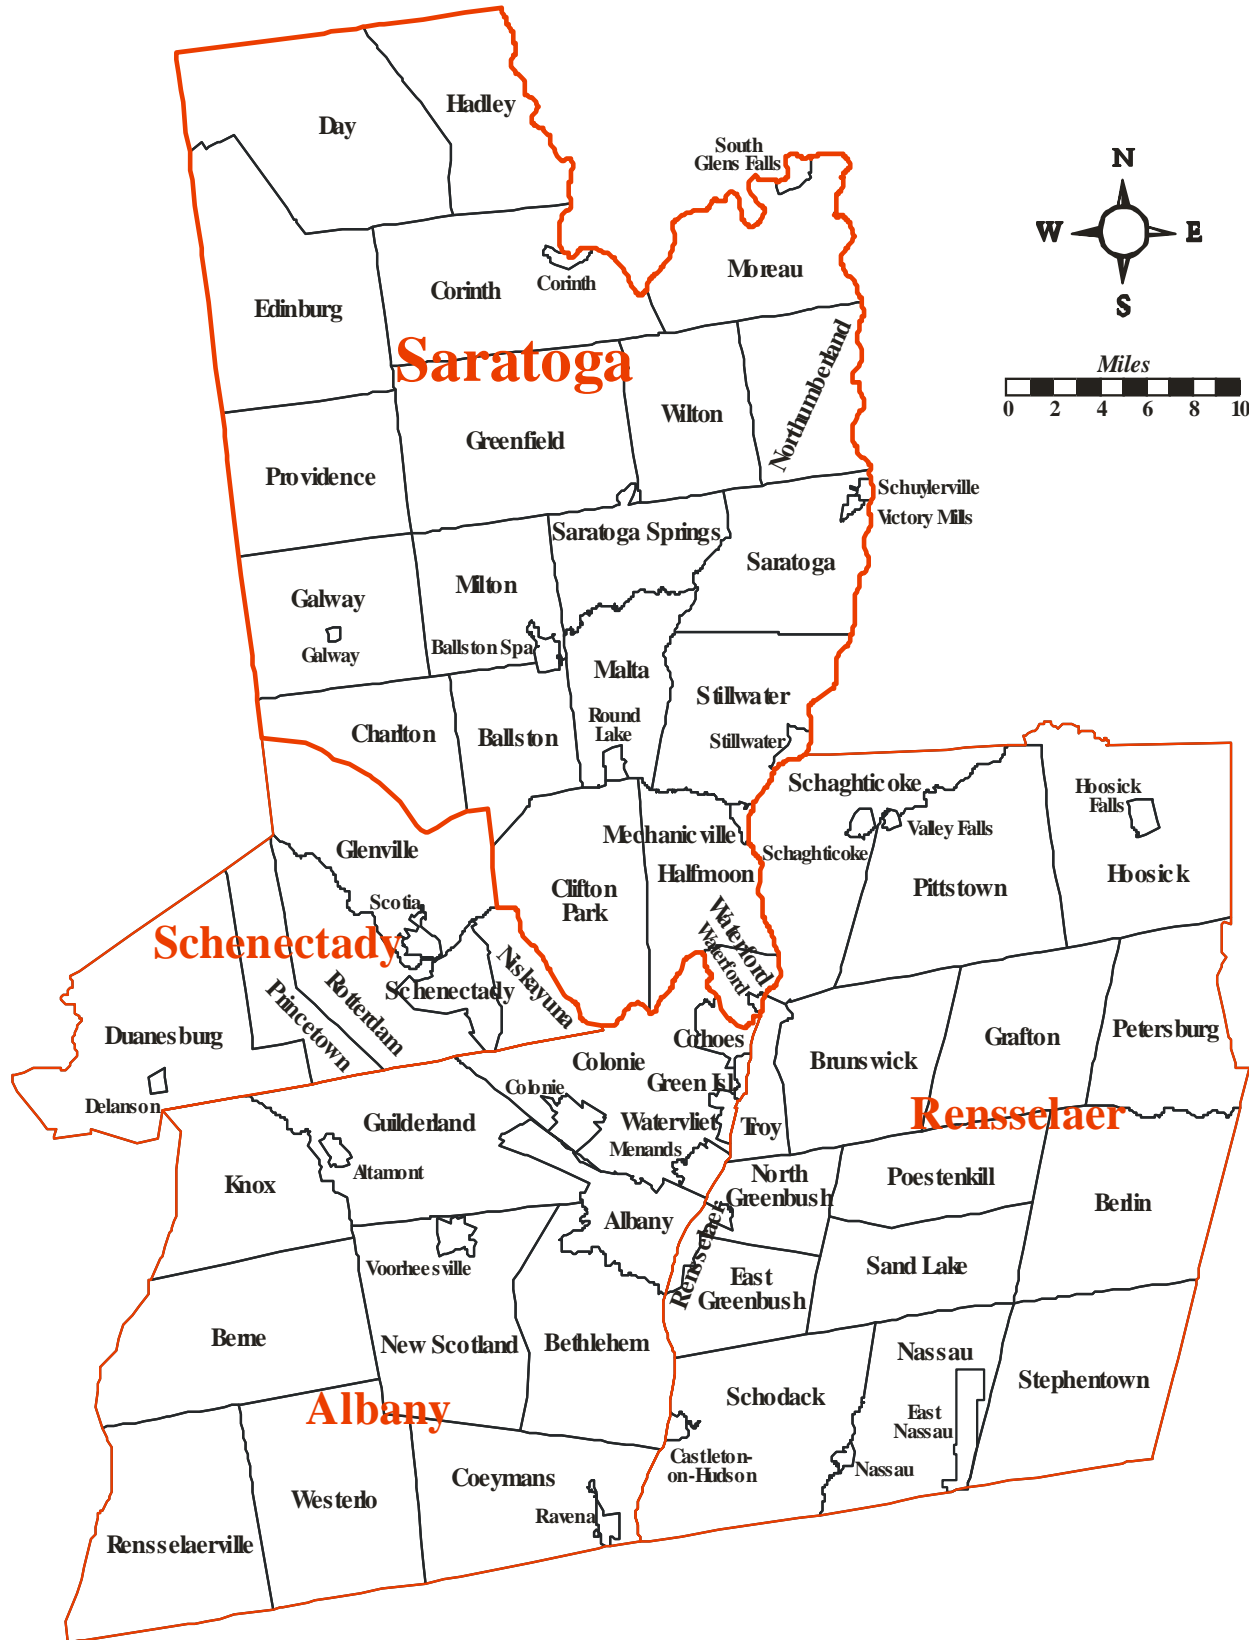 Hadley
Day
South
Glens Falls
N
W
E
S
Moreau
Corinth
Corinth
Edinburg
Saratoga
Miles
0 2 4 6 8 10
Northumberland
Wilton
Greenfield
Providence
Schuylerville
Victory Mills
Saratoga Springs
Saratoga
Milton
Galway
Galway
Ballston Spa
Malta
Stillwater
Round
Lake
Stillwater
Charlton
Ballston
Schaghticoke
Hoosick
Falls
Valley Falls
Schaghticoke
Mechanicville
Halfmoon
Glenville
Clifton
Park
Pittstown
Hoosick
Scotia
Waterford
Waterford
Schenectady
Niskayuna
Schenectady
Rotterdam
Princetown
Duanesburg
Delanson
Cohoes
Colonie
Green Isl.
Colonie
Watervliet
Menands
Troy
Brunswick
Grafton
Petersburg
Rensselaer
Guilderland
Altamont
Knox
North
Greenbush
Poestenkill
Berlin
Albany
Rensselaer
Voorheesville
Sand Lake
East
Greenbush
Berne
New Scotland
Bethlehem
Nassau
Stephentown
Schodack
Albany
East
Nassau
Castleton-
on-Hudson
Nassau
Coeymans
Westerlo
Ravena
Rensselaerville